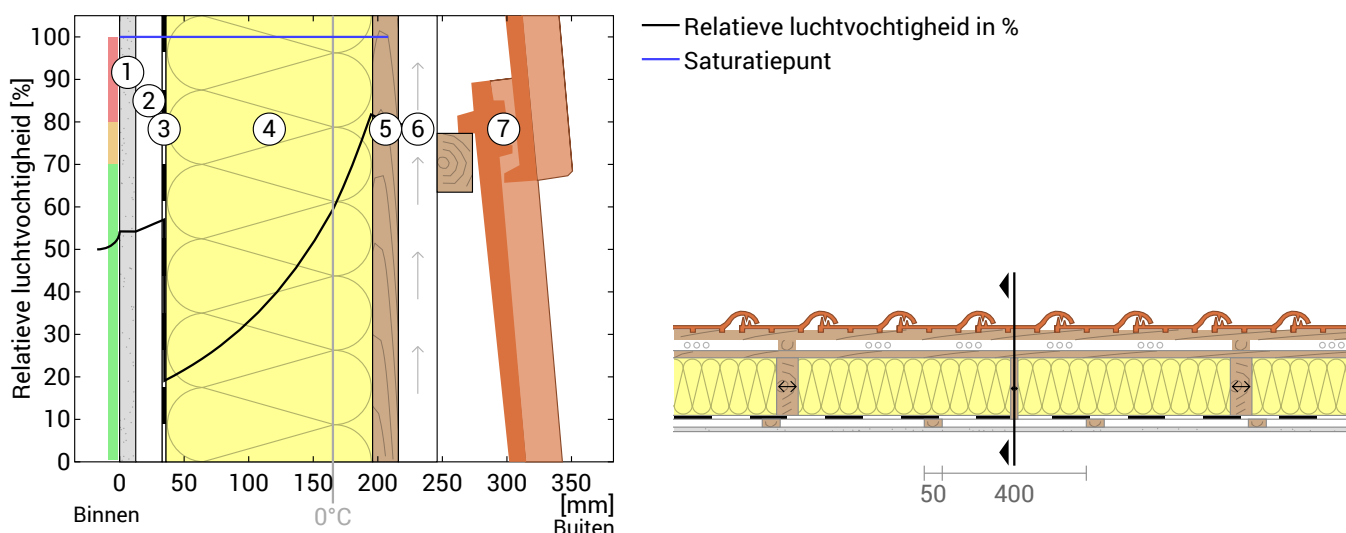 Relatieve luchtvochtigheid [%]
100
90
80
70
60
50
40
30
20
10
0
1
2
3
4
5
6
7
0 50 100 150 200 250 300 350
[mm]
Binnen
0°C
Buiten
Relatieve luchtvochtigheid in %
Saturatiepunt
50 400